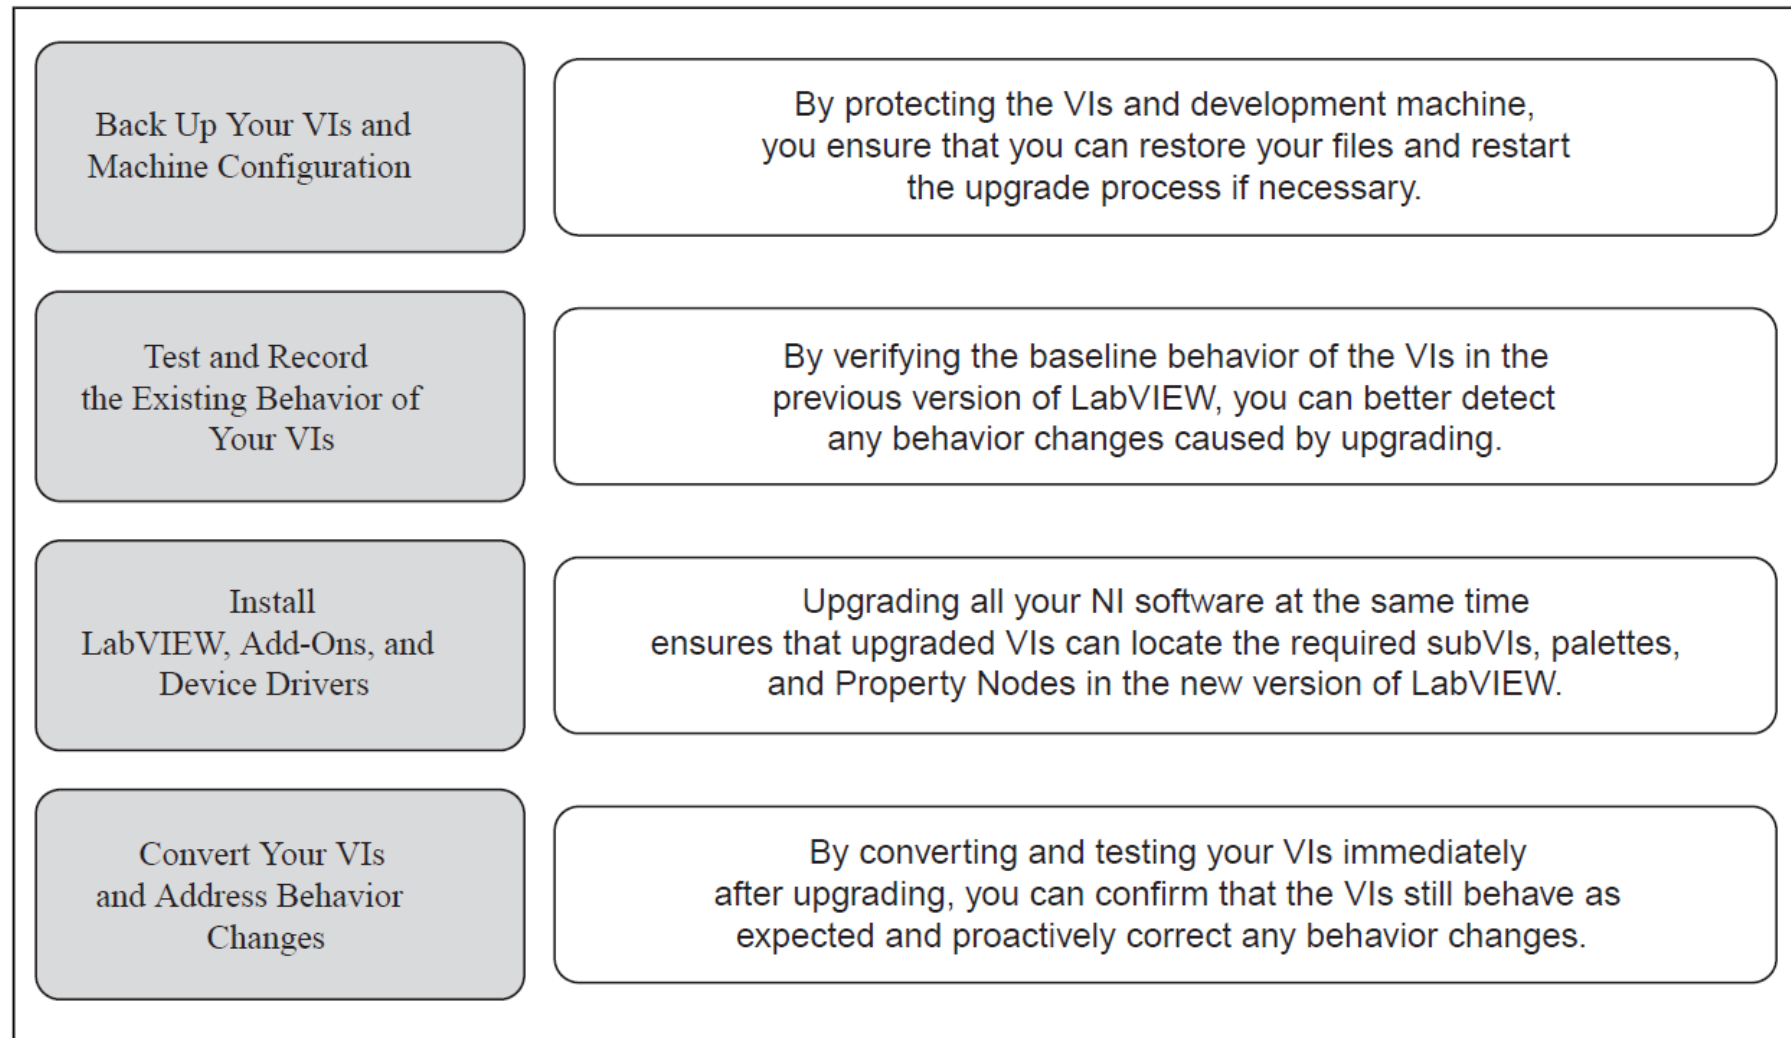 Back Up Your VIs and
Machine Configuration
By protecting the VIs and development machine,
you ensure that you can restore your files and restart
the upgrade process if necessary.
Test and Record
the Existing Behavior of
Your VIs
By verifying the baseline behavior of the VIs in the
previous version of LabVIEW, you can better detect
any behavior changes caused by upgrading.
Install
LabVIEW, Add-Ons, and
Device Drivers
Upgrading all your NI software at the same time
ensures that upgraded VIs can locate the required subVIs, palettes,
and Property Nodes in the new version of LabVIEW.
Convert Your VIs
and Address Behavior
Changes
By converting and testing your VIs immediately
after upgrading, you can confirm that the VIs still behave as
expected and proactively correct any behavior changes.